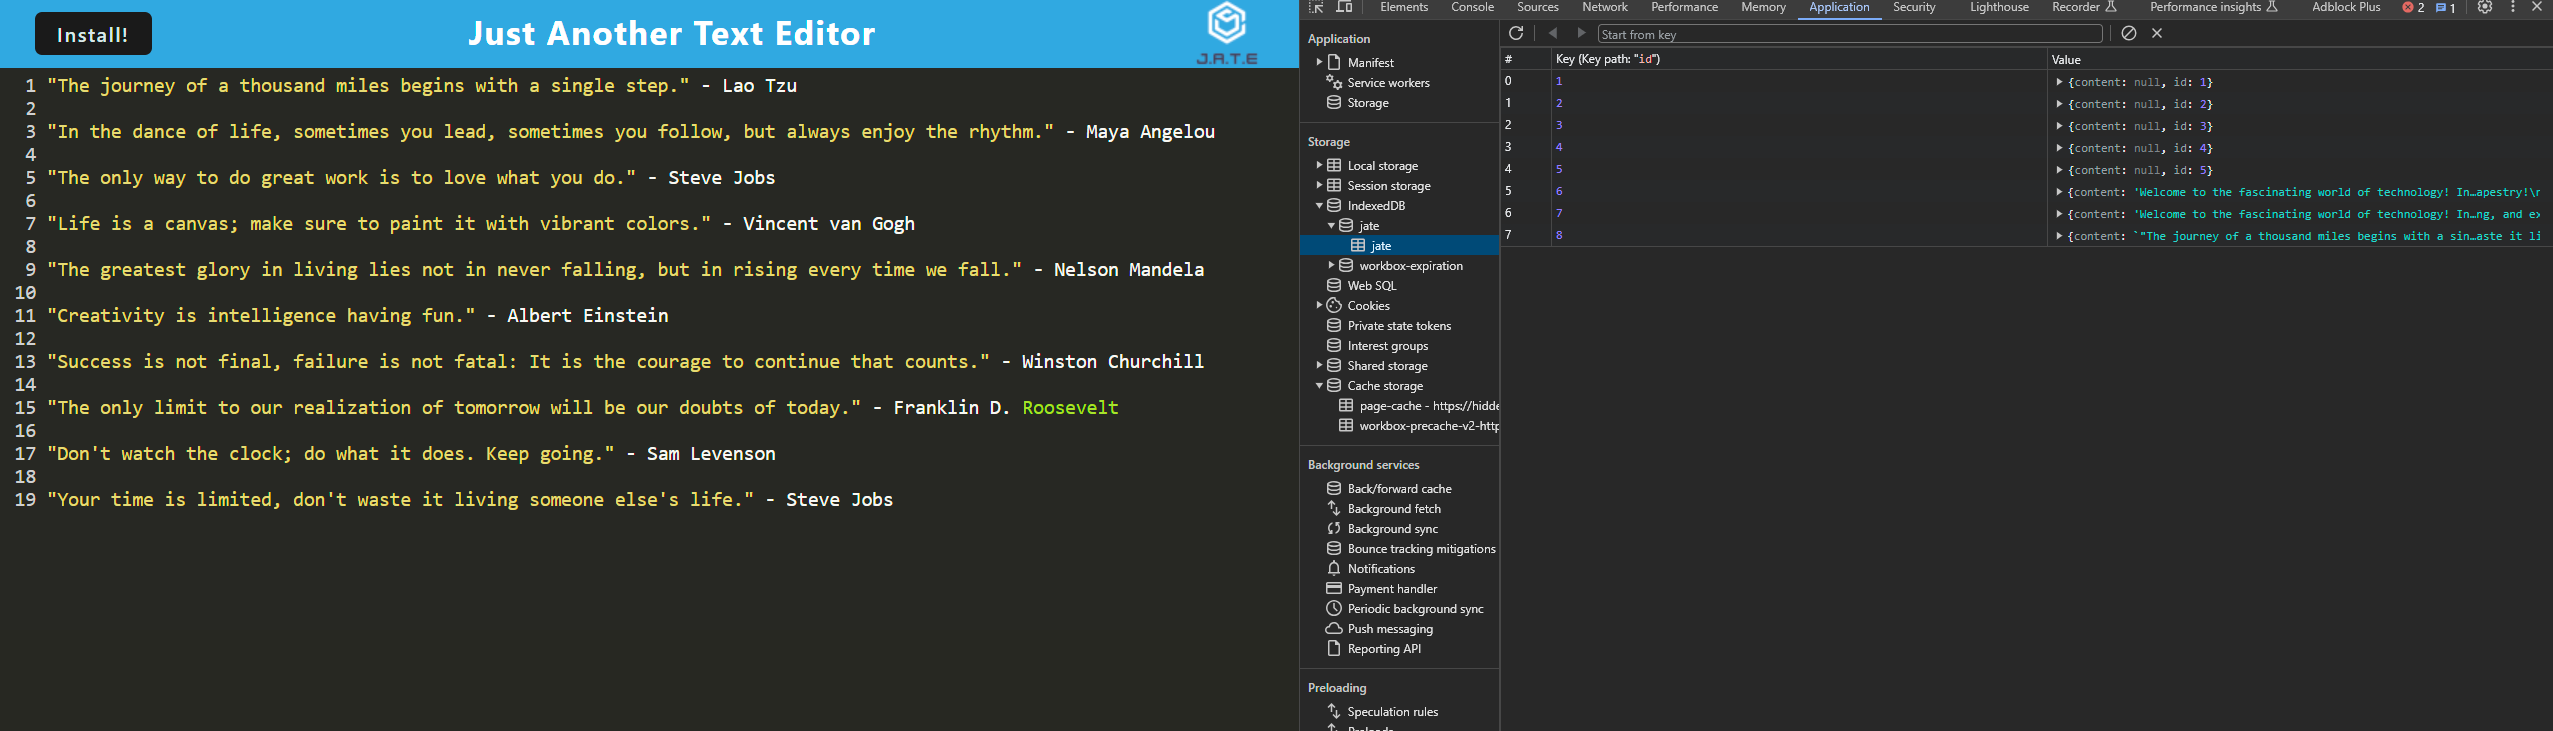 Install!
Just Another Text Editor
J.A.T.E
1 "The journey of a thousand miles begins with a single step." - Lao Tzu
2
3 "In the dance of life, sometimes you lead, sometimes you follow, but always enjoy the rhythm." - Maya Angelou
4
5 "The only way to do great work is to love what you do." - Steve Jobs
6
7 "Life is a canvas; make sure to paint it with vibrant colors." - Vincent van Gogh
8
9 "The greatest glory in living lies not in never falling, but in rising every time we fall." - Nelson Mandela
10
11 "Creativity is intelligence having fun." - Albert Einstein
12
13 "Success is not final, failure is not fatal: It is the courage to continue that counts." - Winston Churchill
14
15 "The only limit to our realization of tomorrow will be our doubts of today." - Franklin D. Roosevelt
16
17 "Don't watch the clock; do what it does. Keep going." - Sam Levenson
18
19 "Your time is limited, don't waste it living someone else's life." - Steve Jobs
Elements Console Sources Network Performance Memory Application Security Lighthouse Recorder Performance insights Adblock Plus 2 1
Application
Manifest
Service workers
Storage
Storage
Local storage
Session storage
IndexedDB
jate
jate
workbox-expiration
Web SQL
Cookies
Private state tokens
Interest groups
Shared storage
Cache storage
page-cache - https://hidde
workbox-precache-v2-http
Background services
Back/forward cache
Background fetch
Background sync
Bounce tracking mitigations
Notifications
Payment handler
Periodic background sync
Push messaging
Reporting API
Preloading
Speculation rules
Start from key
# Key (Key path: "id") Value
0 1 {content: null, id: 1}
1 2 {content: null, id: 2}
2 3 {content: null, id: 3}
3 4 {content: null, id: 4}
4 5 {content: null, id: 5}
5 6 {content: 'Welcome to the fascinating world of technology! In…apestry!\r
6 7 {content: 'Welcome to the fascinating world of technology! In…ng, and ex
7 8 {content: `"The journey of a thousand miles begins with a sin…aste it li